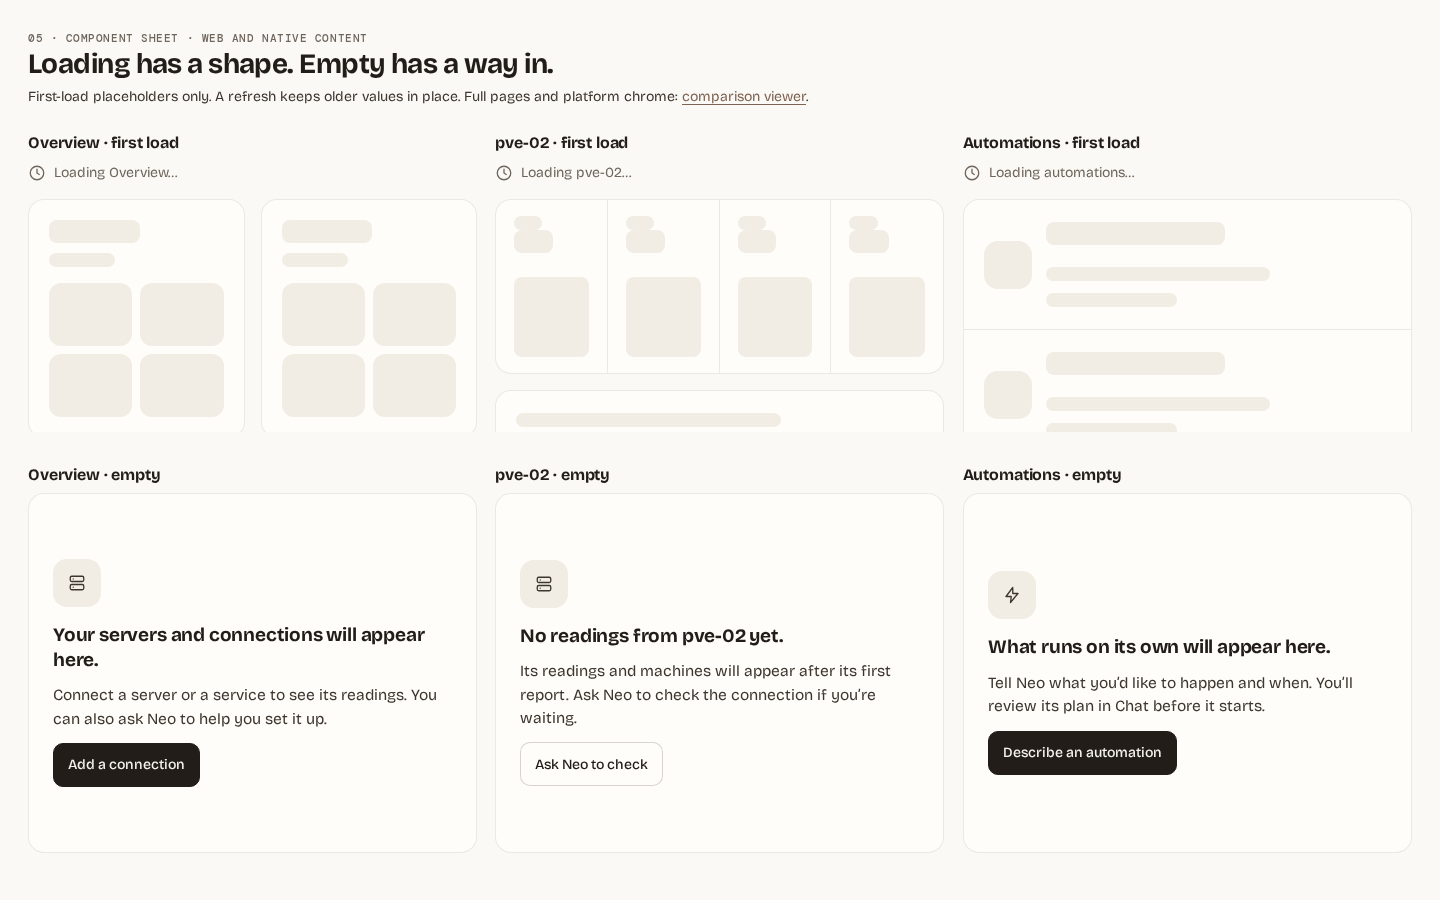 05 · COMPONENT SHEET · WEB AND NATIVE CONTENT
Loading has a shape. Empty has a way in.
First-load placeholders only. A refresh keeps older values in place. Full pages and platform chrome: comparison viewer.
Overview · first load
Loading Overview…
pve-02 · first load
Loading pve-02…
Automations · first load
Loading automations…
Overview · empty
Your servers and connections will appear
here.
Connect a server or a service to see its readings. You
can also ask Neo to help you set it up.
Add a connection
pve-02 · empty
No readings from pve-02 yet.
Its readings and machines will appear after its first
report. Ask Neo to check the connection if you’re
waiting.
Ask Neo to check
Automations · empty
What runs on its own will appear here.
Tell Neo what you’d like to happen and when. You’ll
review its plan in Chat before it starts.
Describe an automation